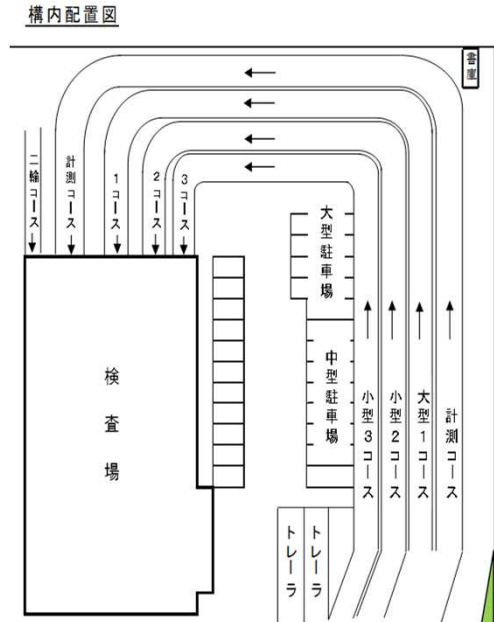 構内配置図
書庫
二輪コース
計測コース
1コース
2コース
3コース
大型駐車場
中型駐車場
検査場
小型3コース
小型2コース
大型1コース
計測コース
トレーラ
トレーラ